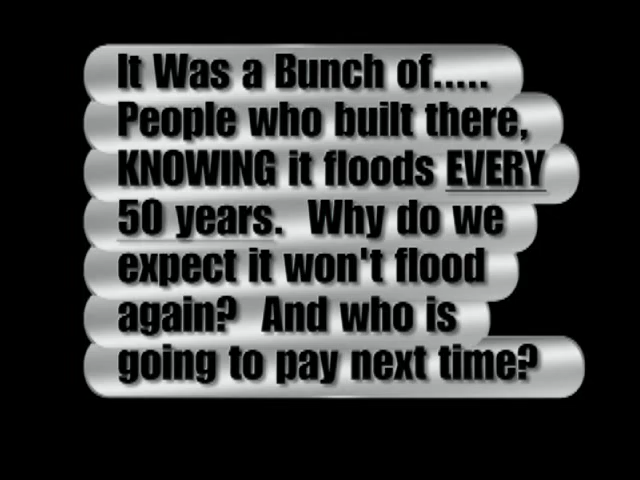 It Was a Bunch of.....
People who built there,
KNOWING it floods EVERY
50 years.  Why do we
expect it won't flood
again?  And who is
going to pay next time?